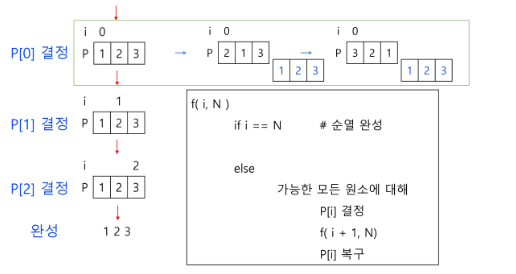 i 0
P[0] 결정 P 1 2 3
i 0
P 2 1 3
1 2 3
i 0
P 3 2 1
1 2 3
i 1
P[1] 결정 P 1 2 3
i 2
P[2] 결정 P 1 2 3
완성 1 2 3
f( i, N )
if i == N # 순열 완성
else
가능한 모든 원소에 대해
P[i] 결정
f( i + 1, N)
P[i] 복구